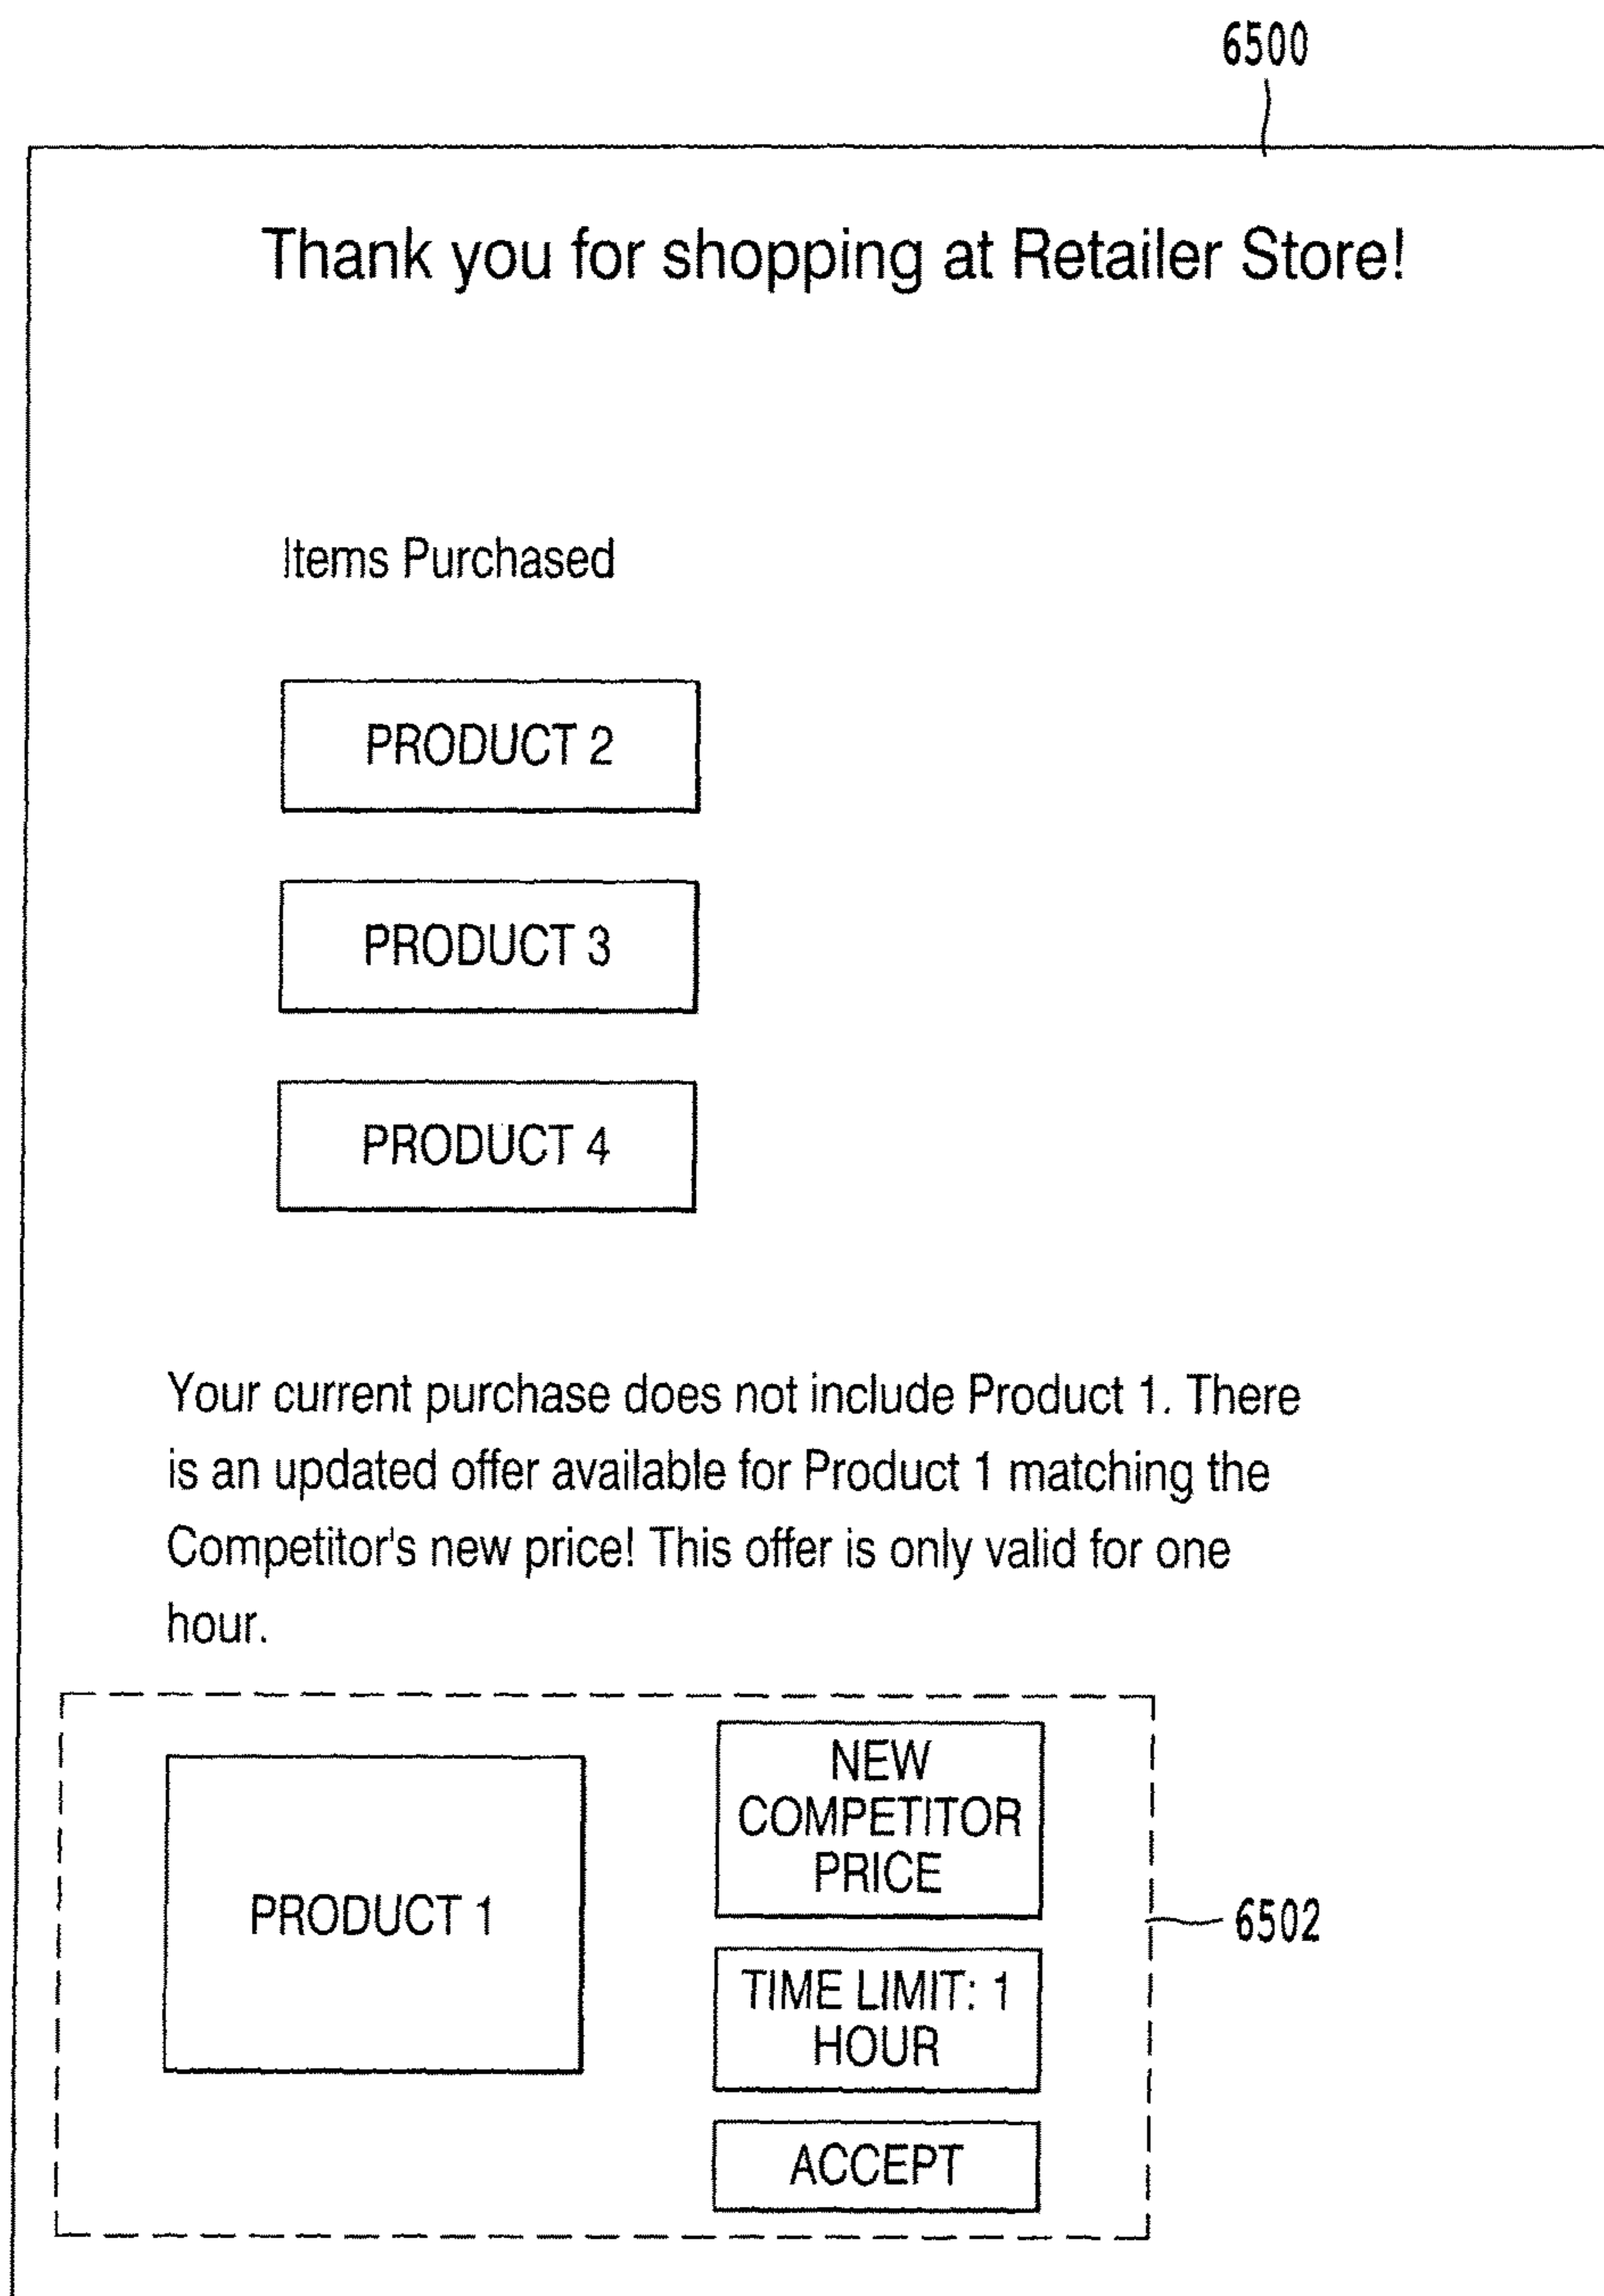 6500
Thank you for shopping at Retailer Store!
Items Purchased
PRODUCT 2
PRODUCT 3
PRODUCT 4
Your current purchase does not include Product 1. There
is an updated offer available for Product 1 matching the
Competitor's new price! This offer is only valid for one
hour.
PRODUCT 1
NEW
COMPETITOR
PRICE
TIME LIMIT: 1
HOUR
ACCEPT
6502